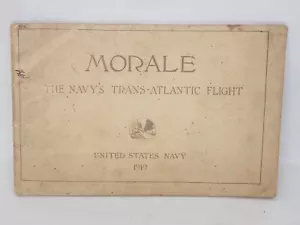 MORALE
THE NAVY'S TRANS-ATLANTIC FLIGHT
UNITED STATES NAVY
1919